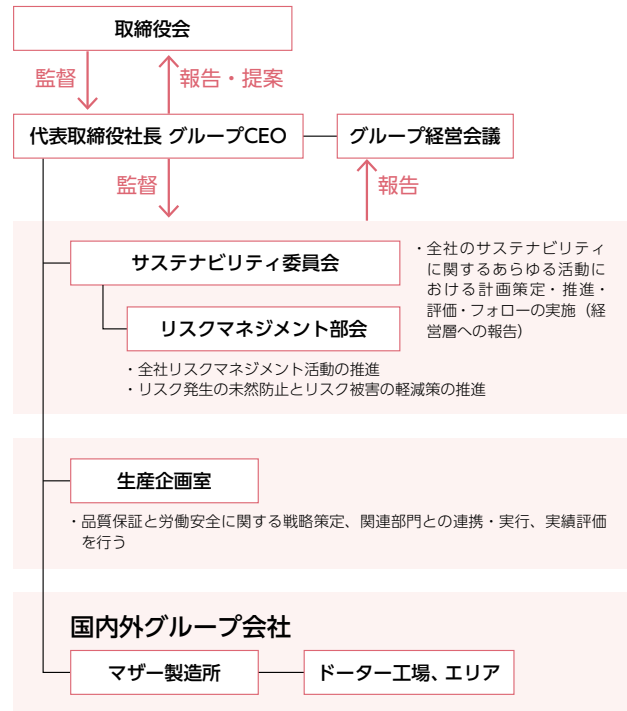 取締役会
監督
報告・提案
代表取締役社長 グループCEO
グループ経営会議
監督
報告
サステナビリティ委員会
・全社のサステナビリティ
に関するあらゆる活動に
おける計画策定・推進・
評価・フォローの実施（経
営層への報告）
リスクマネジメント部会
・全社リスクマネジメント活動の推進
・リスク発生の未然防止とリスク被害の軽減策の推進
生産企画室
・品質保証と労働安全に関する戦略策定、関連部門との連携・実行、実績評価
を行う
国内外グループ会社
マザー製造所
ドーター工場、エリア